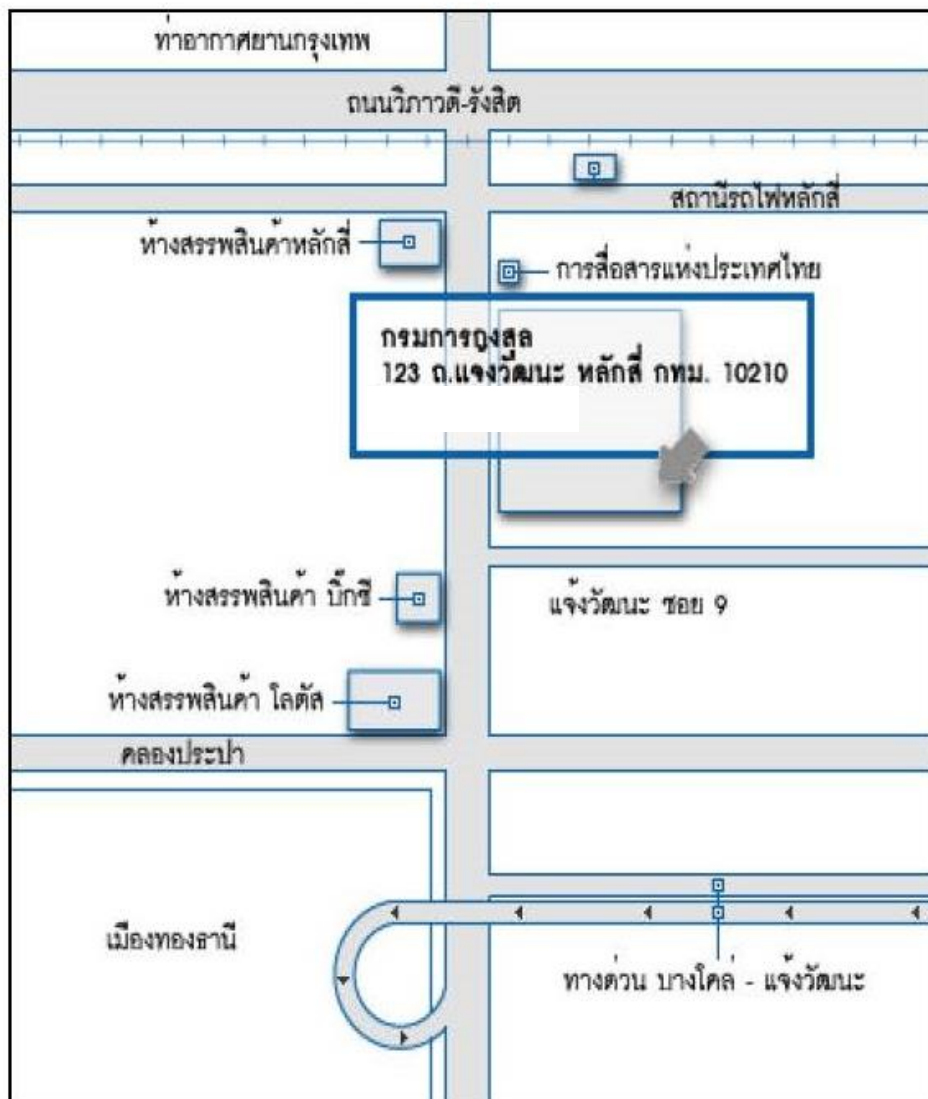 ท่าอากาศยานกรุงเทพ
ถนนวิภาวดี-รังสิต
สถานีรถไฟหลักสี่
ห้างสรรพสินค้าหลักสี่
การสื่อสารแห่งประเทศไทย
กรมการกงสุล
123 ถ.แจงวัฒนะ หลักสี่ กทม. 10210
ห้างสรรพสินค้า บิ๊กซี
แจ้งวัฒนะ ซอย 9
ห้างสรรพสินค้า โลตัส
คลองประปา
เมืองทองธานี
ทางด่วน บางโคล่ - แจ้งวัฒนะ